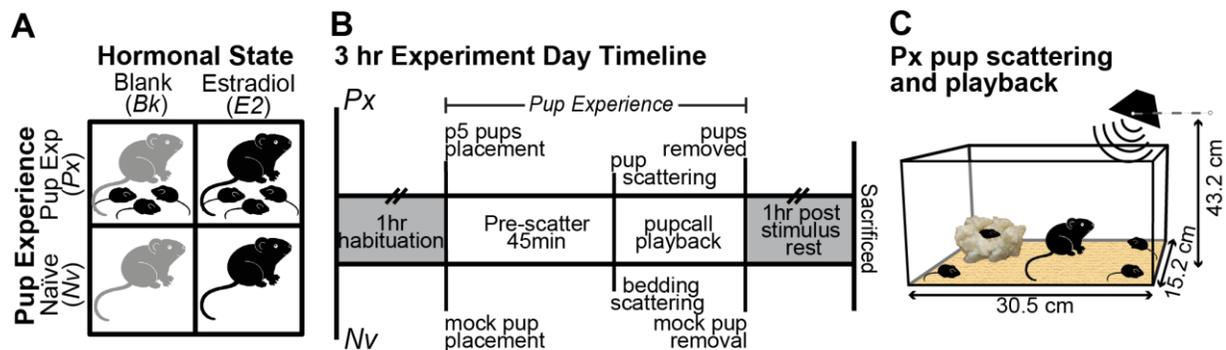 A
Hormonal State
Blank
(Bk)
Estradiol
(E2)
Pup Experience
Pup Exp
(Px)
Naïve
(Nv)
B
3 hr Experiment Day Timeline
Px
Pup Experience
p5 pups
placement
pup
scattering
pups
removed
1hr
habituation
Pre-scatter
45min
pupcall
playback
1hr post
stimulus
rest
Sacrificed
bedding
scattering
Nv
mock pup
placement
mock pup
removal
C
Px pup scattering
and playback
43.2 cm
15.2 cm
30.5 cm